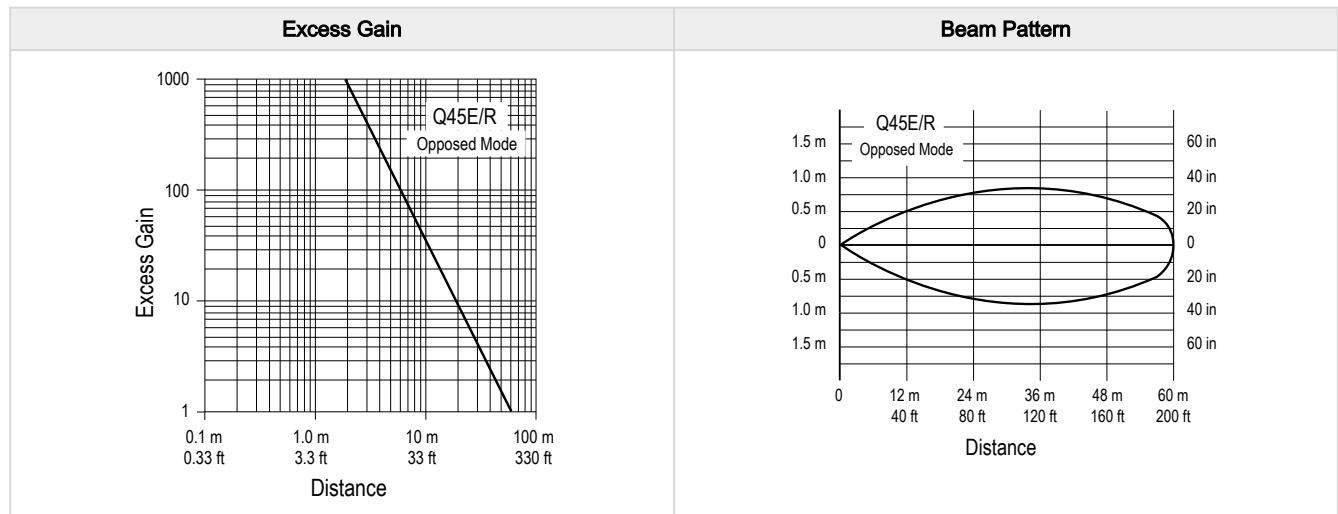 Excess Gain
Beam Pattern
1000
100
10
1
Excess Gain
Q45E/R
Opposed Mode
0.1 m 1.0 m 10 m 100 m
0.33 ft 3.3 ft 33 ft 330 ft
Distance
Q45E/R
Opposed Mode
1.5 m 60 in
1.0 m 40 in
0.5 m 20 in
0 0
0.5 m 20 in
1.0 m 40 in
1.5 m 60 in
0 12 m 24 m 36 m 48 m 60 m
40 ft 80 ft 120 ft 160 ft 200 ft
Distance